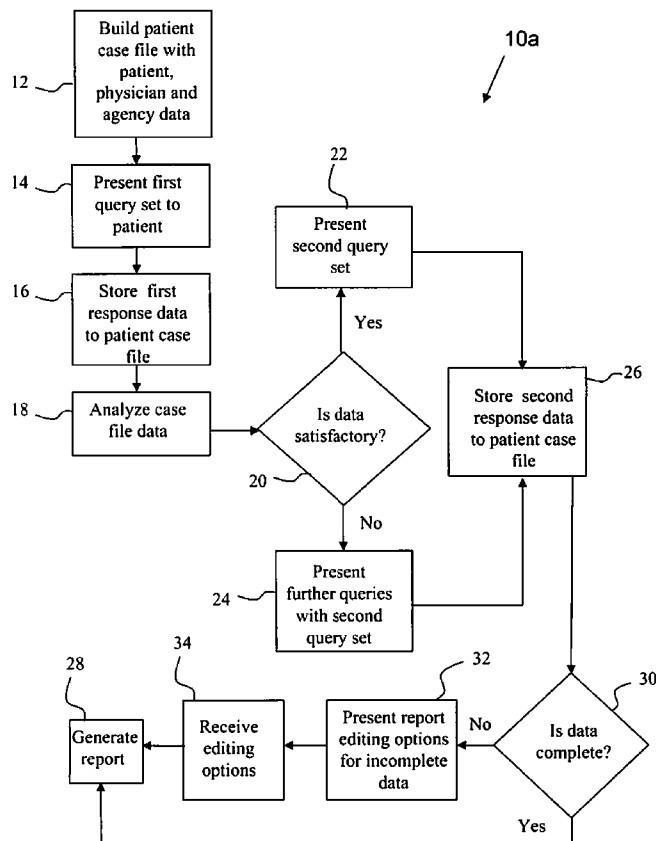 10a
12
Build patient
case file with
patient,
physician and
agency data
14
Present first
query set to
patient
16
Store first
response data
to patient case
file
18
Analyze case
file data
22
Present
second query
set
Yes
Is data
satisfactory?
20
No
24
Present
further queries
with second
query set
26
Store second
response data
to patient case
file
30
Is data
complete?
No
Yes
32
Present report
editing options
for incomplete
data
34
Receive
editing
options
28
Generate
report